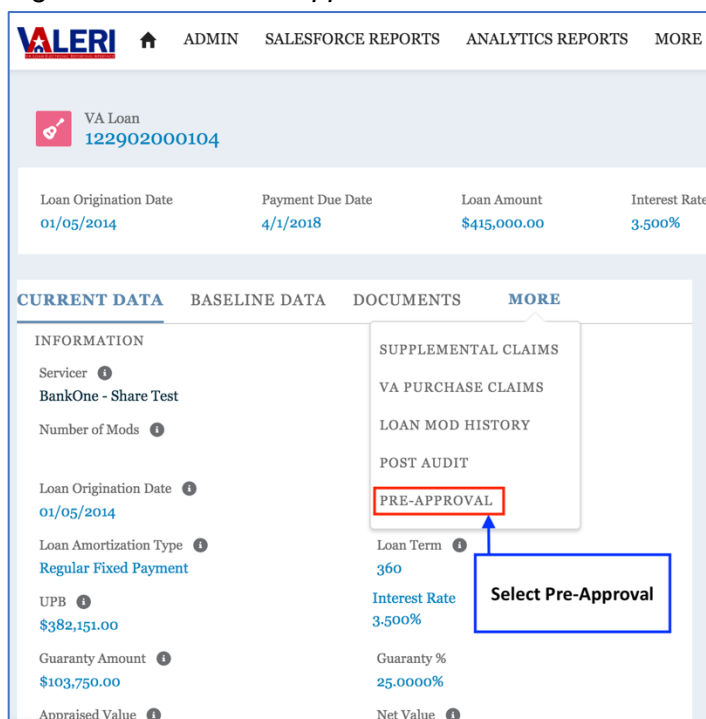 VALERI ADMIN SALESFORCE REPORTS ANALYTICS REPORTS MORE
VA Loan
122902000104
Loan Origination Date Payment Due Date Loan Amount Interest Rate
01/05/2014 4/1/2018 $415,000.00 3.500%
CURRENT DATA BASELINE DATA DOCUMENTS MORE
INFORMATION
SUPPLEMENTAL CLAIMS
Servicer
BankOne - Share Test
VA PURCHASE CLAIMS
Number of Mods
LOAN MOD HISTORY
POST AUDIT
Loan Origination Date
PRE-APPROVAL
01/05/2014
Loan Amortization Type Loan Term
Regular Fixed Payment 360
Select Pre-Approval
UPB Interest Rate
$382,151.00 3.500%
Guaranty Amount Guaranty %
$103,750.00 25.0000%
Appraised Value Net Value